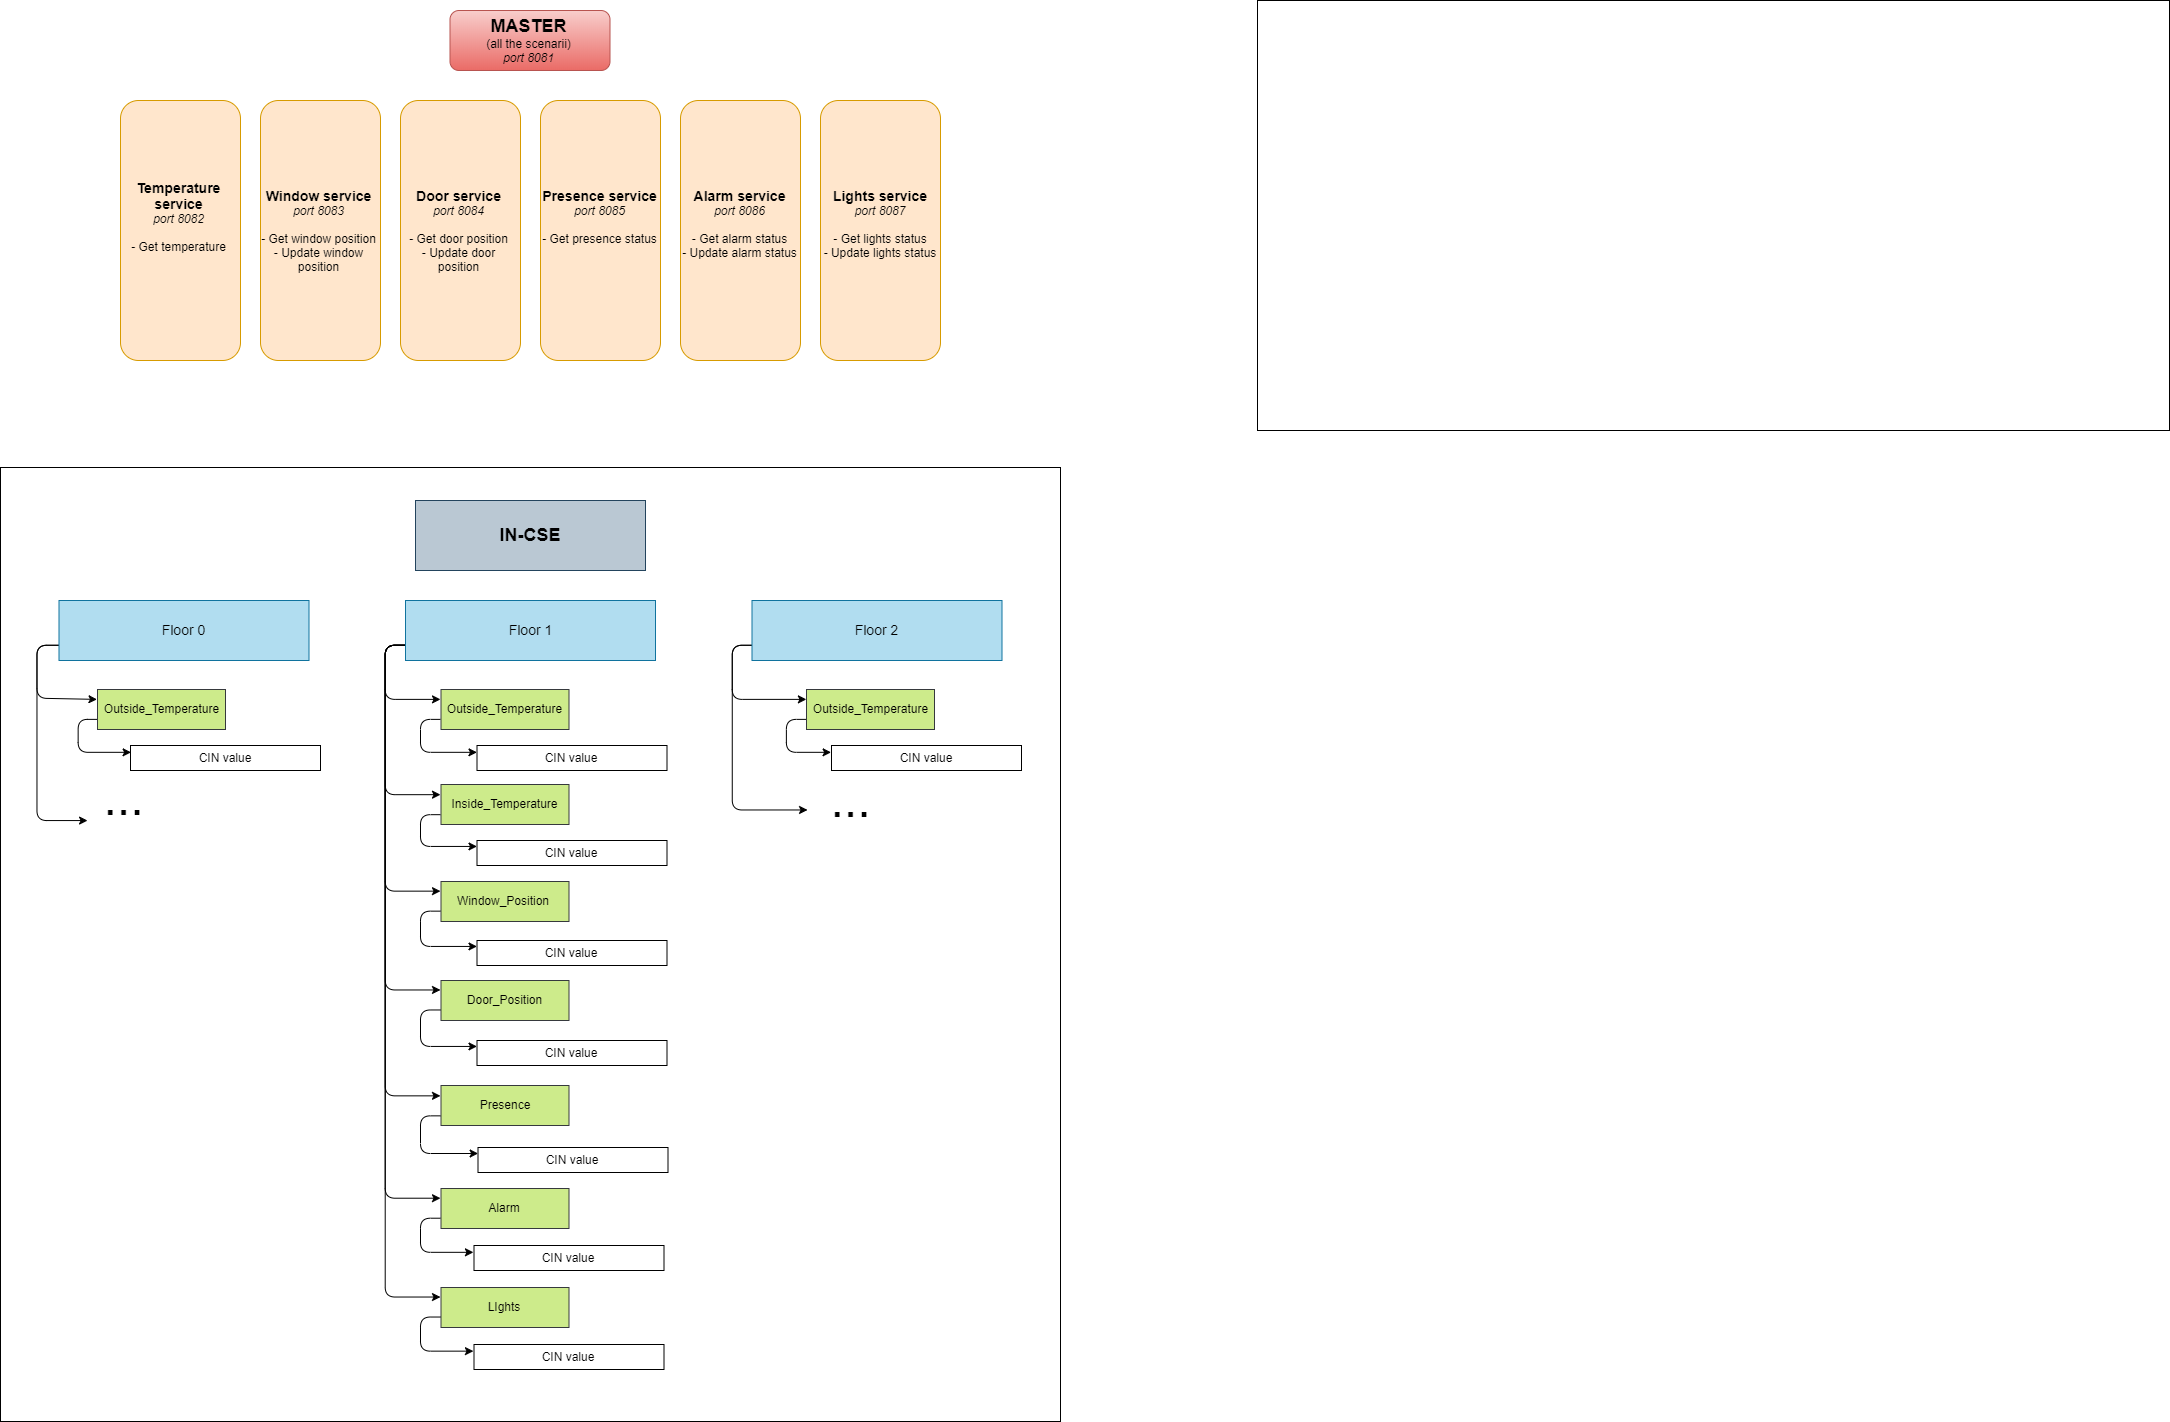 MASTER
(all the scenarii)
port 8081
Temperature
service
port 8082
- Get temperature
Window service
port 8083
- Get window position
- Update window
position
Door service
port 8084
- Get door position
- Update door
position
Presence service
port 8085
- Get presence status
Alarm service
port 8086
- Get alarm status
- Update alarm status
Lights service
port 8087
- Get lights status
- Update lights status
IN-CSE
Floor 0
Outside_Temperature
CIN value
...
Floor 1
Outside_Temperature
CIN value
Inside_Temperature
CIN value
Window_Position
CIN value
Door_Position
CIN value
Presence
CIN value
Alarm
CIN value
LIghts
CIN value
Floor 2
Outside_Temperature
CIN value
...